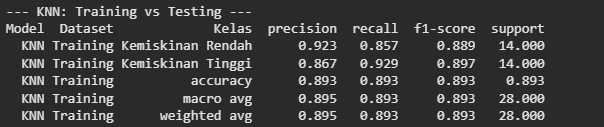 --- KNN: Training vs Testing ---
Model Dataset Kelas precision recall f1-score support
KNN Training Kemiskinan Rendah 0.923 0.857 0.889 14.000
KNN Training Kemiskinan Tinggi 0.867 0.929 0.897 14.000
KNN Training accuracy 0.893 0.893 0.893 0.893
KNN Training macro avg 0.895 0.893 0.893 28.000
KNN Training weighted avg 0.895 0.893 0.893 28.000